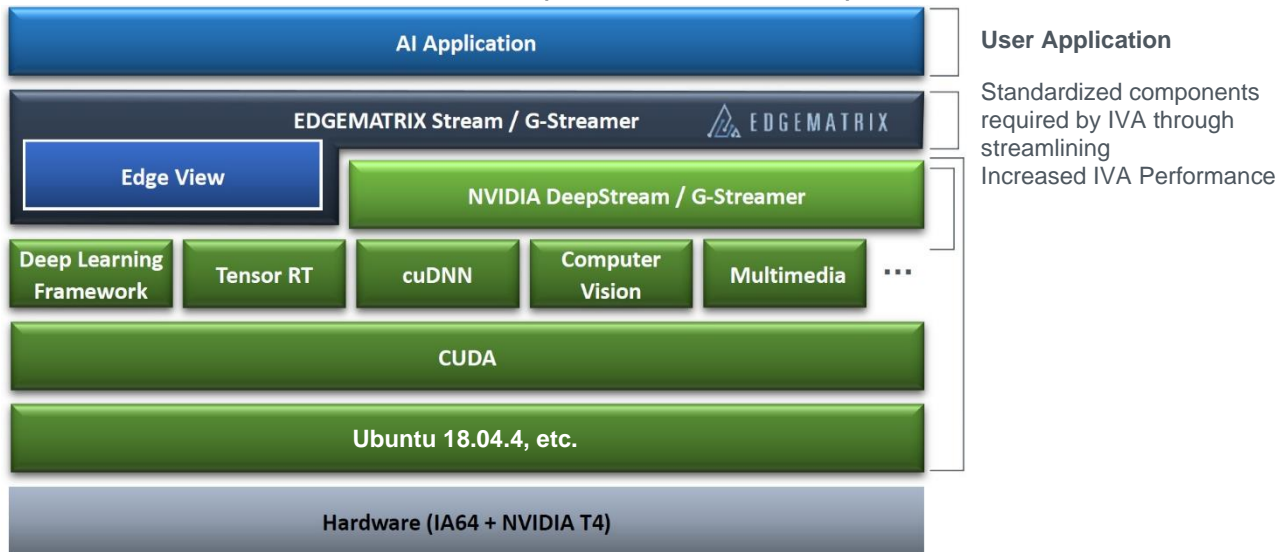 AI Application
User Application
Standardized components
required by IVA through
streamlining
Increased IVA Performance
EDGEMATRIX Stream / G-Streamer
EDGEMATRIX
Edge View
NVIDIA DeepStream / G-Streamer
Deep Learning
Framework
Tensor RT
cuDNN
Computer
Vision
Multimedia
...
CUDA
Ubuntu 18.04.4, etc.
Hardware (IA64 + NVIDIA T4)